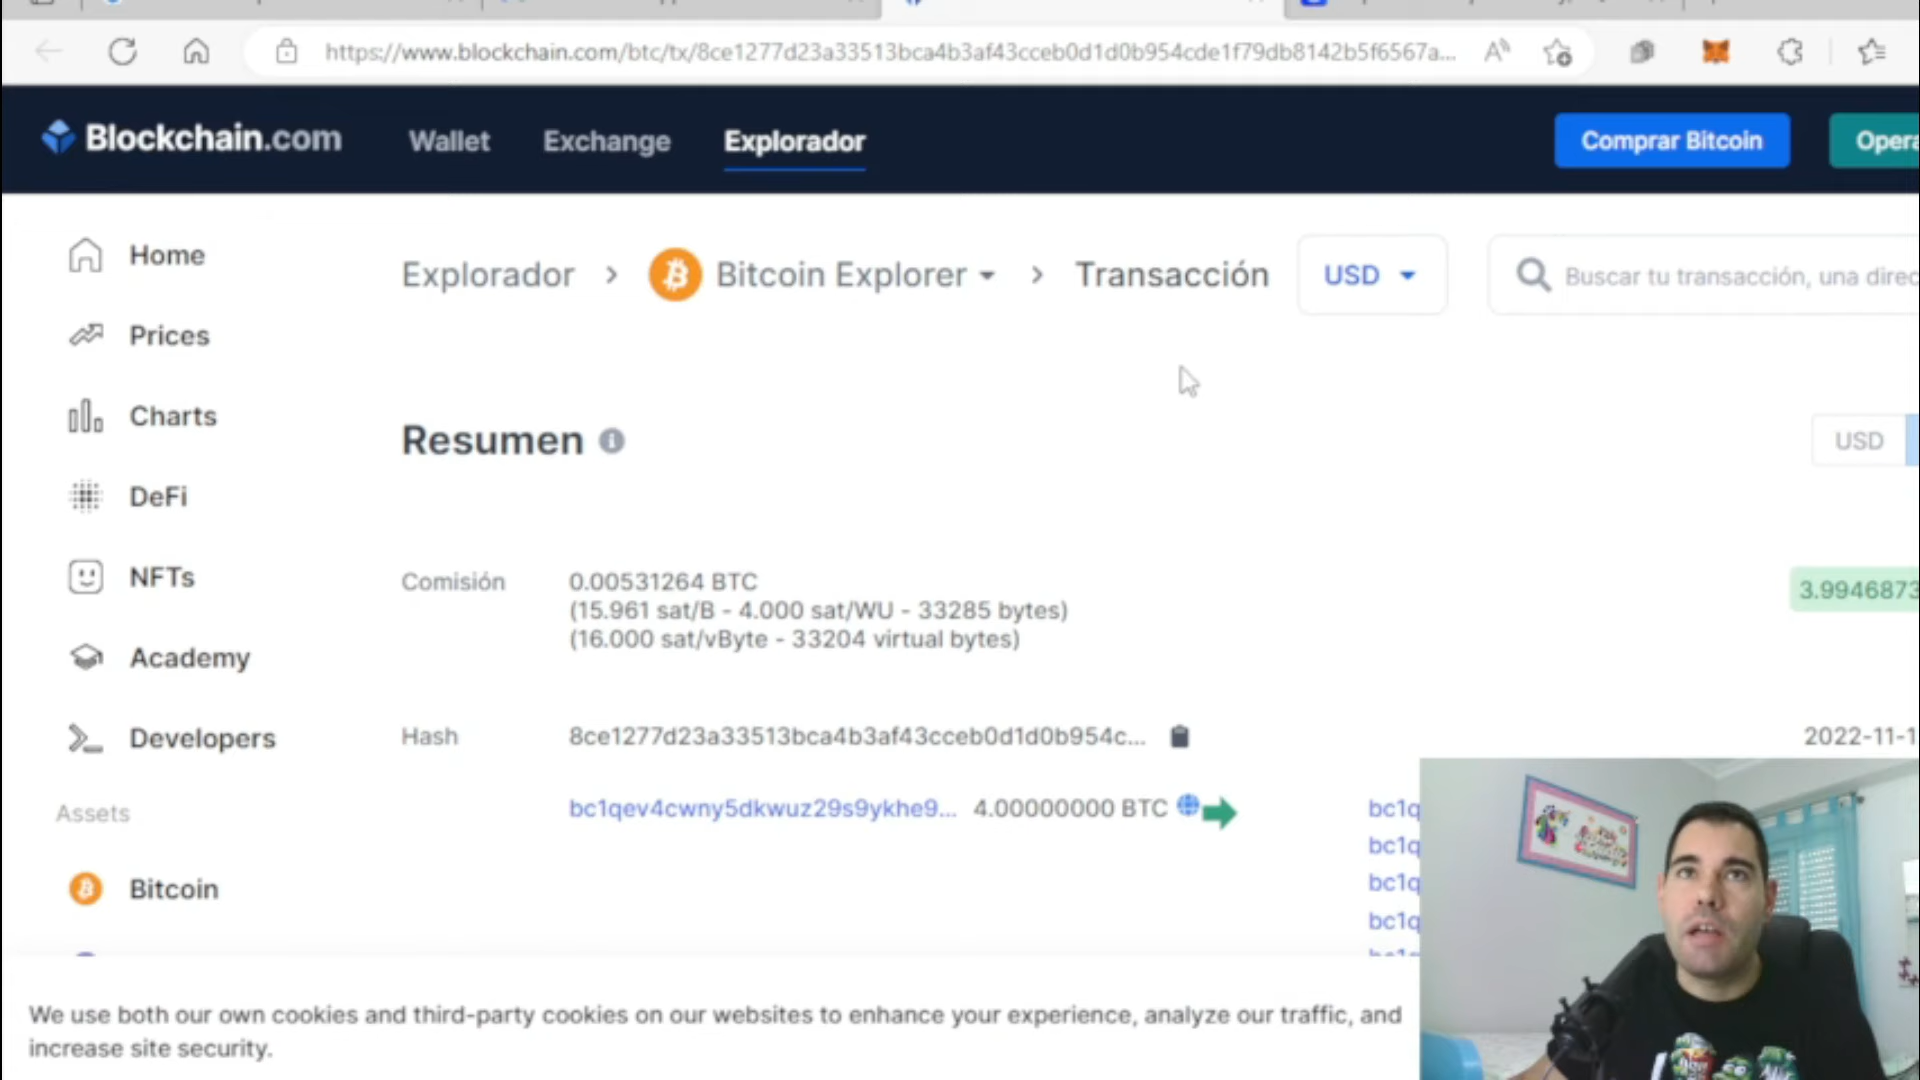 https://www.blockchain.com/btc/tx/8ce1277d23a33513bca4b3af43cceb0d1d0b954cde1f79db8142b5f6567a...
Blockchain.com
Wallet
Exchange
Explorador
Comprar Bitcoin
Opera
Home
Prices
Charts
DeFi
NFTs
Academy
Developers
Assets
Bitcoin
Explorador > Bitcoin Explorer > Transacción
USD
Buscar tu transacción, una direc
Resumen
USD
Comisión
0.00531264 BTC
(15.961 sat/B - 4.000 sat/WU - 33285 bytes)
(16.000 sat/vByte - 33204 virtual bytes)
3.9946873
Hash
8ce1277d23a33513bca4b3af43cceb0d1d0b954c...
2022-11-1
bc1qev4cwny5dkwuz29s9ykhe9... 4.00000000 BTC
bc1q
bc1q
bc1q
bc1q
We use both our own cookies and third-party cookies on our websites to enhance your experience, analyze our traffic, and
increase site security.